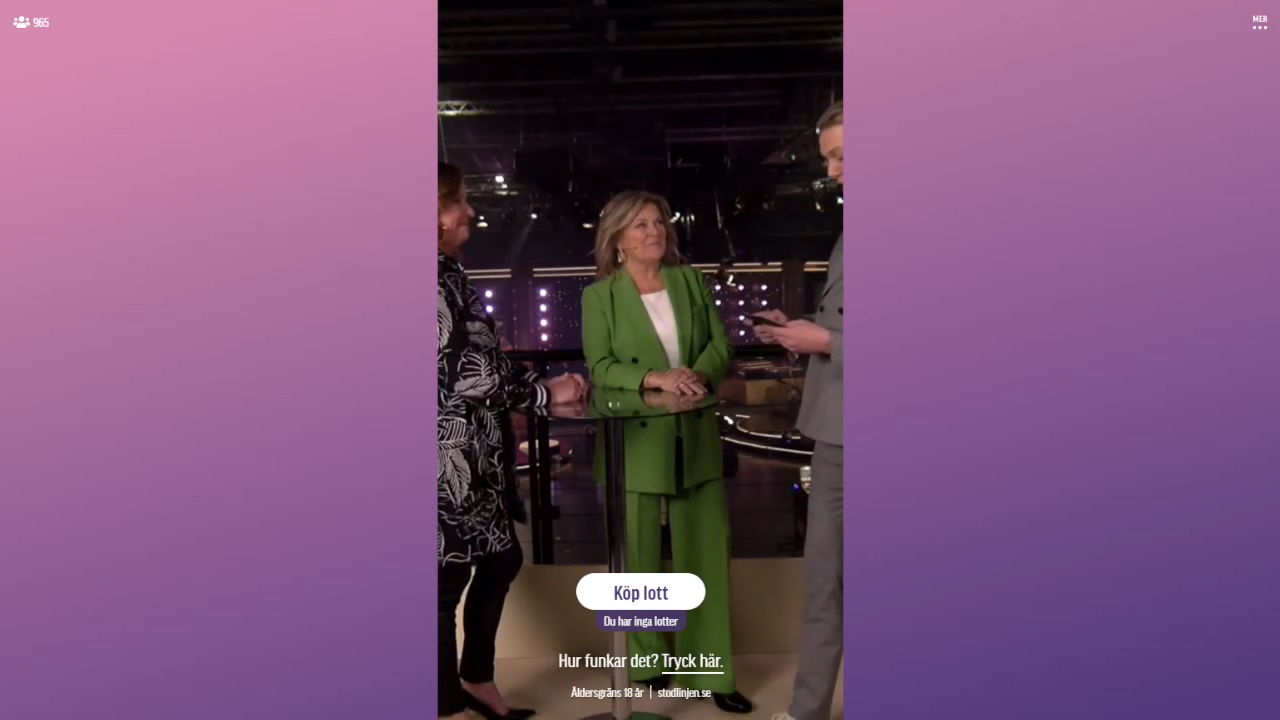 965
MER
Köp lott
Du har inga lotter
Hur funkar det? Tryck här.
Åldersgräns 18 år | stodlinjen.se